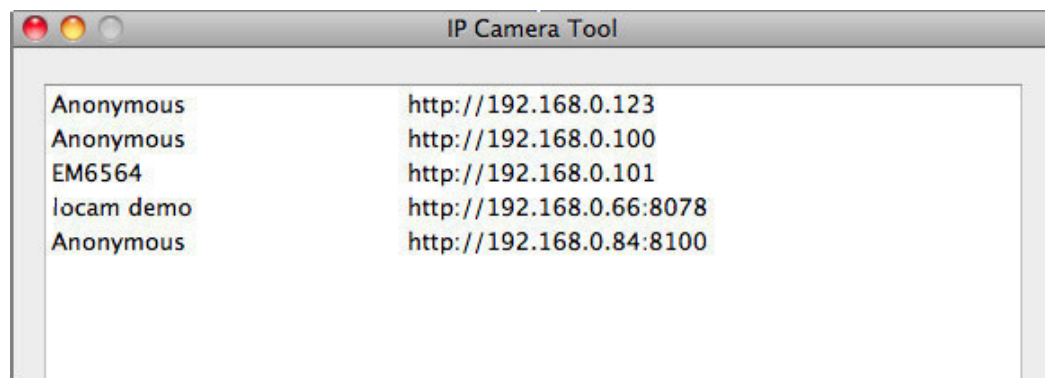 IP Camera Tool
Anonymous http://192.168.0.123
Anonymous http://192.168.0.100
EM6564 http://192.168.0.101
locam demo http://192.168.0.66:8078
Anonymous http://192.168.0.84:8100